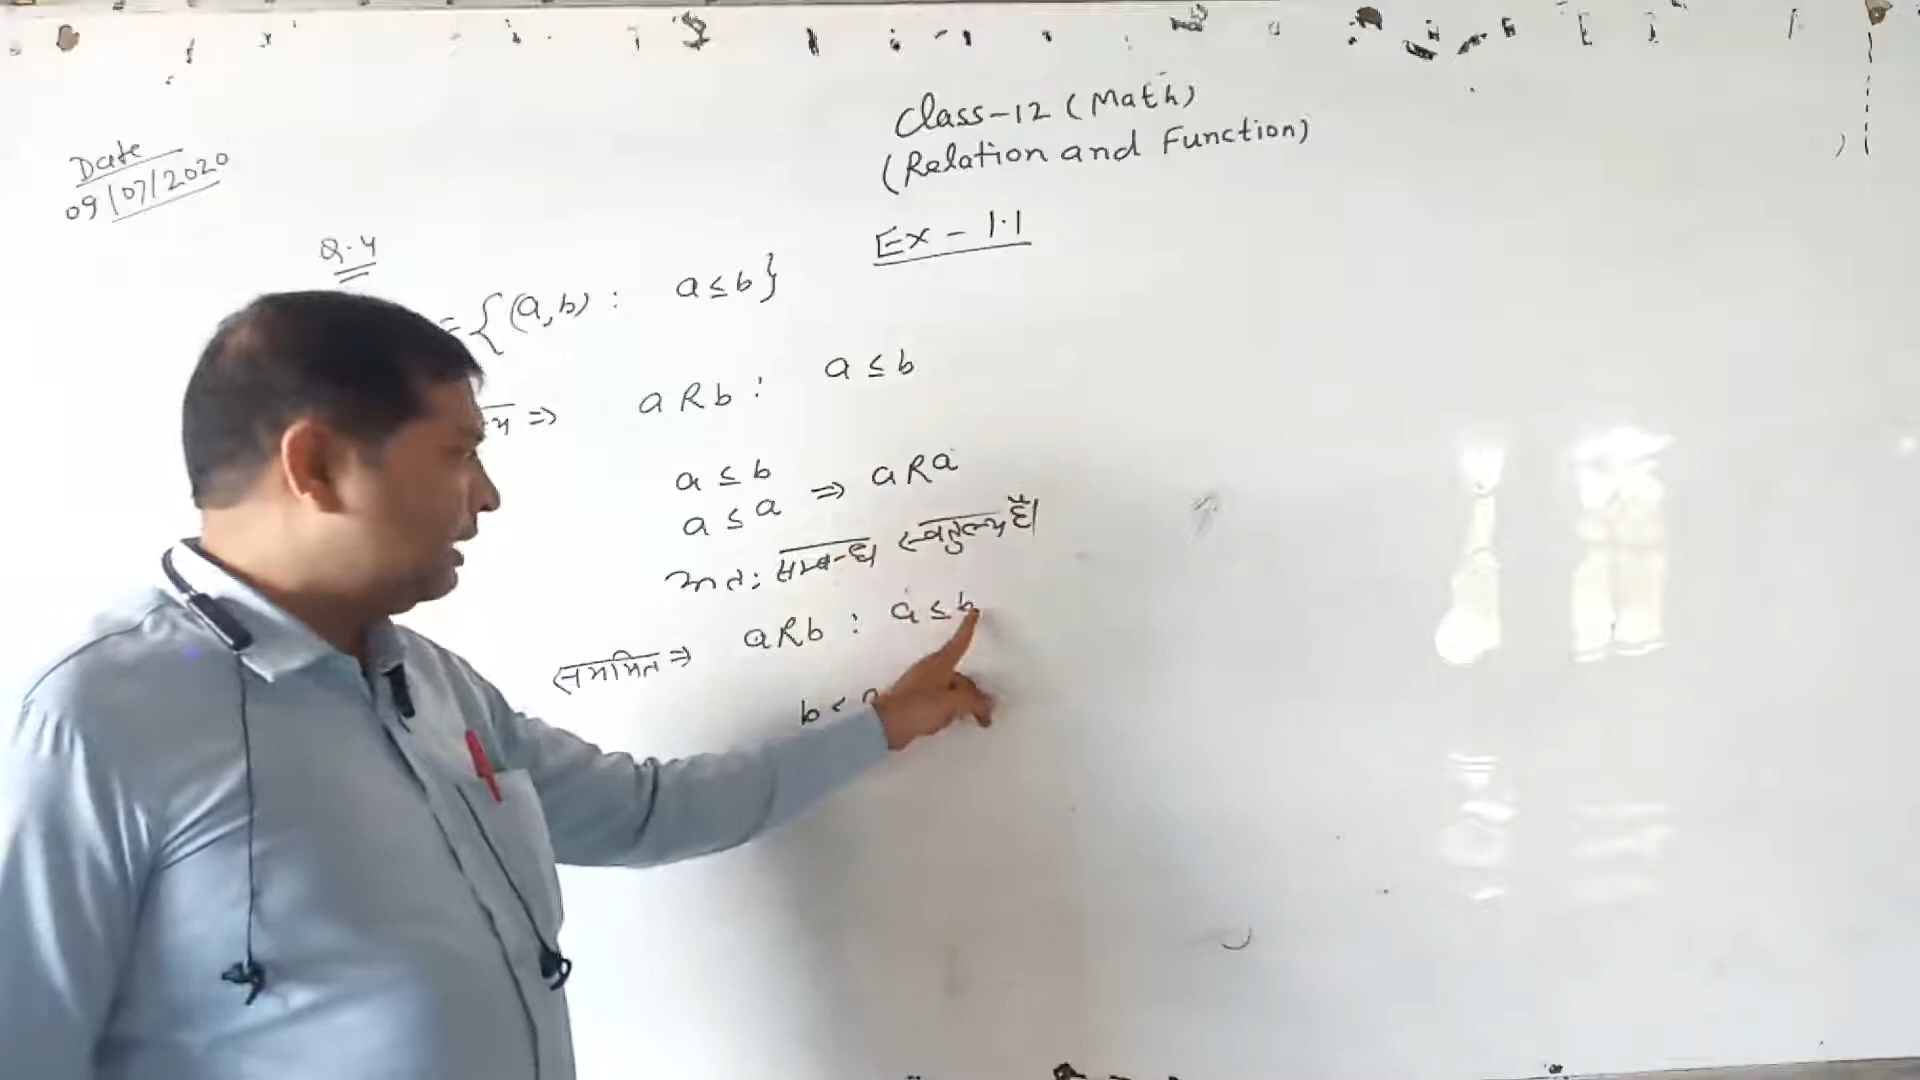 Class-12 (Math)
(Relation and Function)
Date
09/07/2020
Ex - 1.1
Q.4
= {(a,b) : a ≤ b}
य ⇒ aRb : a ≤ b
a ≤ b
a ≤ a ⇒ aRa
अतः सम्बन्ध स्वतुल्य है।
सममित ⇒ aRb : a ≤ b
b <